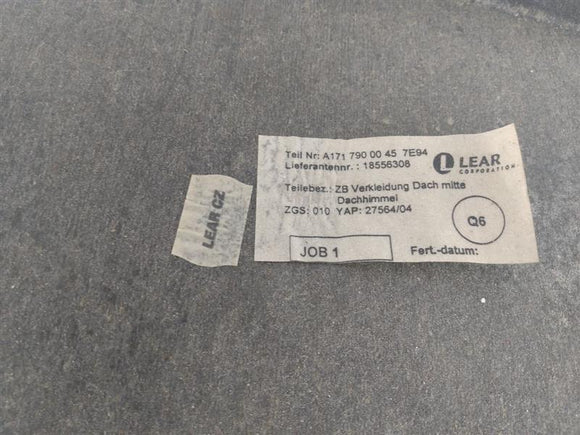 Teil Nr: A171 790 00 45 7E94
Lieferantennr. : 18556308
LEAR
CORPORATION
Teilebez.: ZB Verkleidung Dach mitte
Dachhimmel
ZGS: 010 YAP: 27564/04
Q6
JOB 1
Fert.-datum:
LEAR CZ